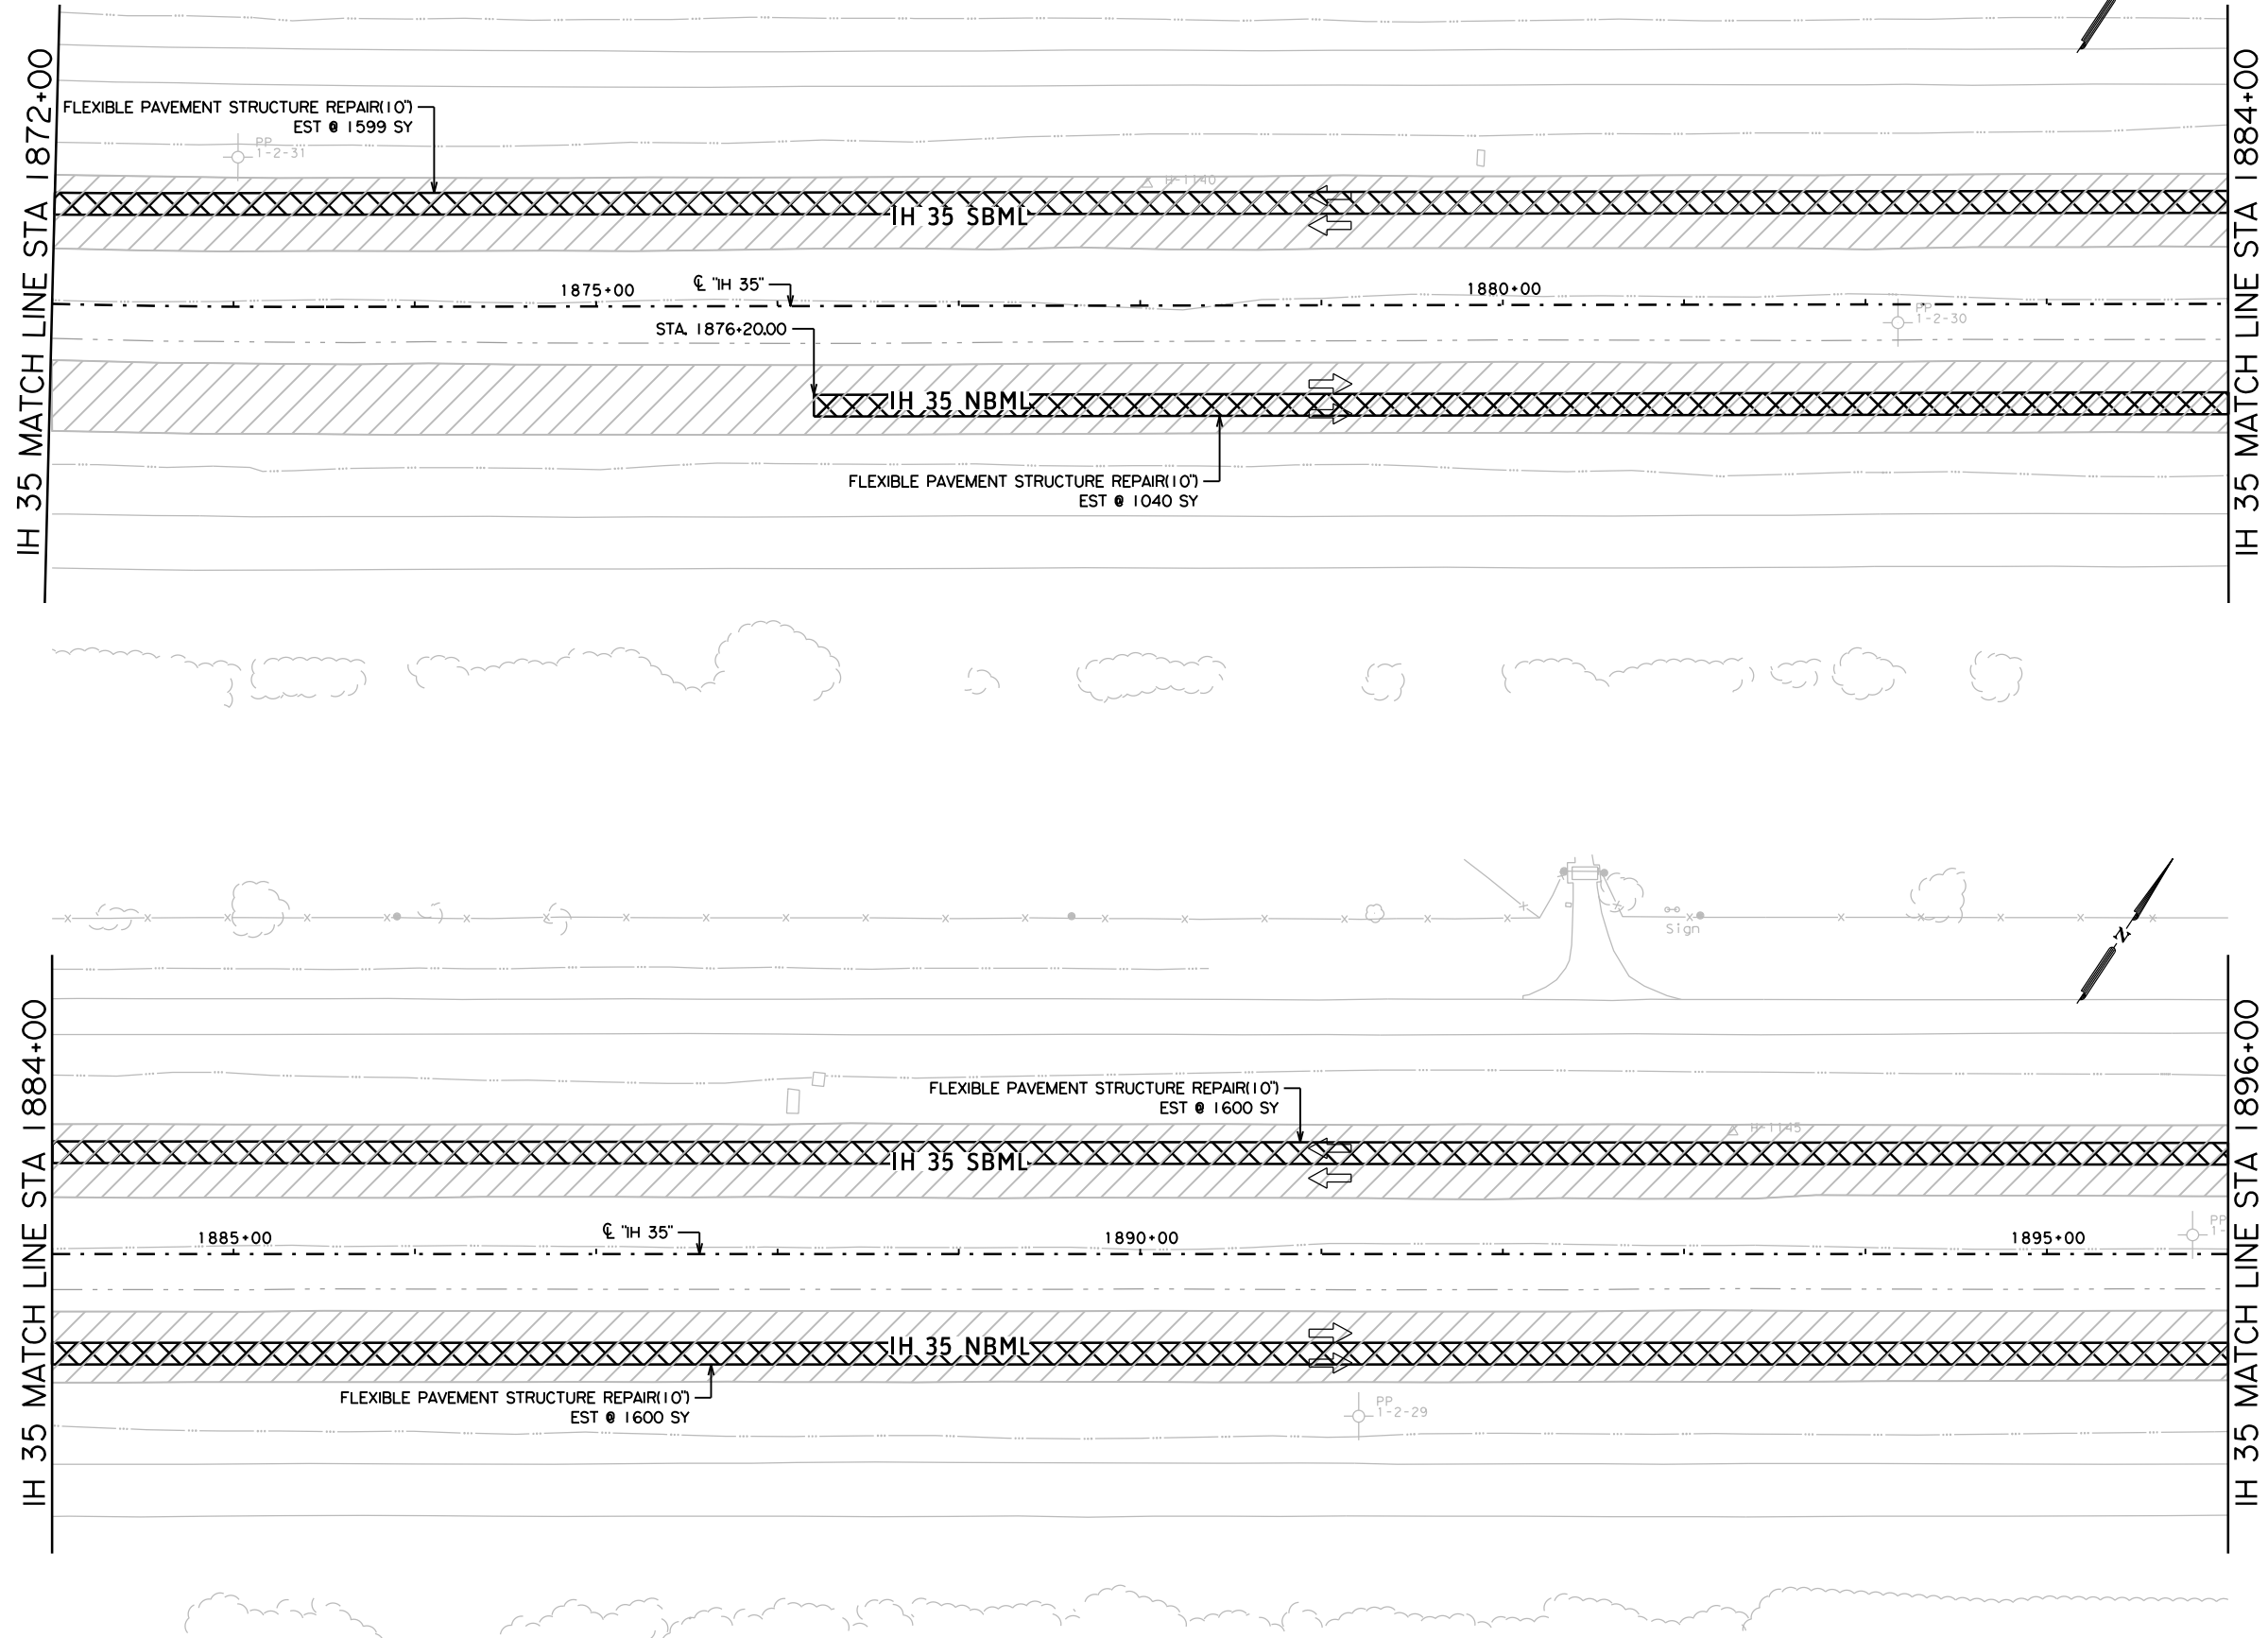 IH 35 MATCH LINE STA 1872+00
IH 35 MATCH LINE STA 1884+00
FLEXIBLE PAVEMENT STRUCTURE REPAIR(10")
EST @ 1599 SY
PP
1-2-31
H-1140
IH 35 SBML
1875+00
℄ "IH 35"
1880+00
PP
1-2-30
STA. 1876+20.00
IH 35 NBML
FLEXIBLE PAVEMENT STRUCTURE REPAIR(10")
EST @ 1040 SY
Sign
N
IH 35 MATCH LINE STA 1884+00
IH 35 MATCH LINE STA 1896+00
FLEXIBLE PAVEMENT STRUCTURE REPAIR(10")
EST @ 1600 SY
H-1145
IH 35 SBML
PP
1-
1885+00
℄ "IH 35"
1890+00
1895+00
IH 35 NBML
FLEXIBLE PAVEMENT STRUCTURE REPAIR(10")
EST @ 1600 SY
PP
1-2-29